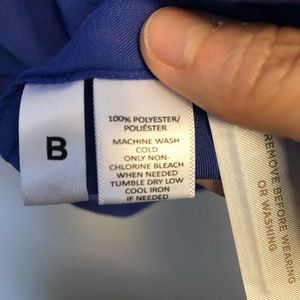 B
100% POLYESTER/
POLIÉSTER
MACHINE WASH
COLD
ONLY NON-
CHLORINE BLEACH
WHEN NEEDED
TUMBLE DRY LOW
COOL IRON
IF NEEDED
REMOVE BEFORE WEARING
OR WASHING